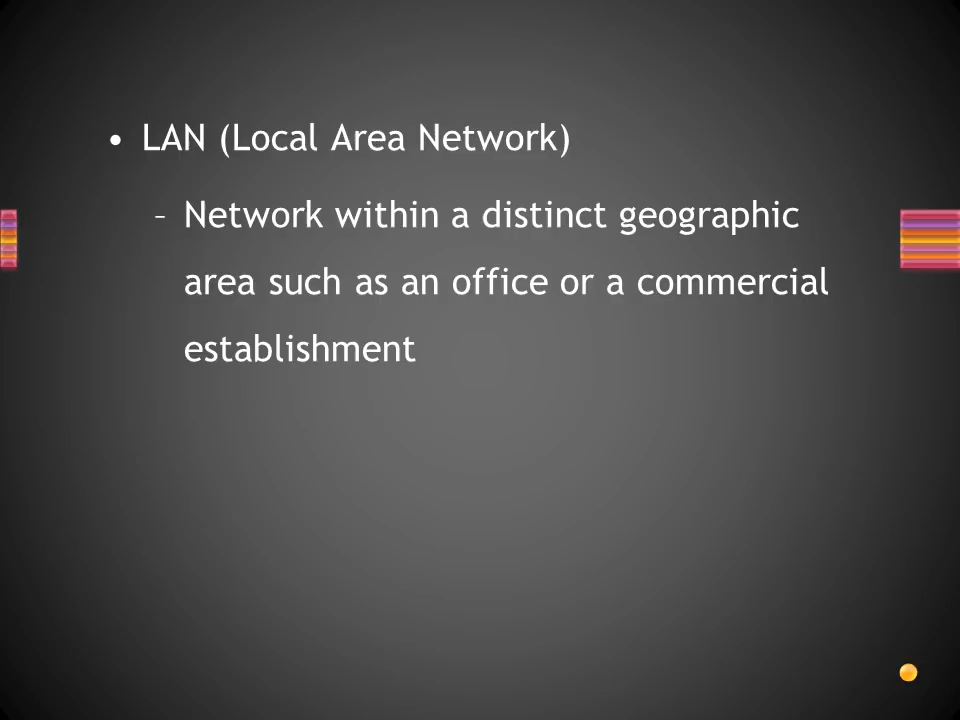 • LAN (Local Area Network)
– Network within a distinct geographic
area such as an office or a commercial
establishment